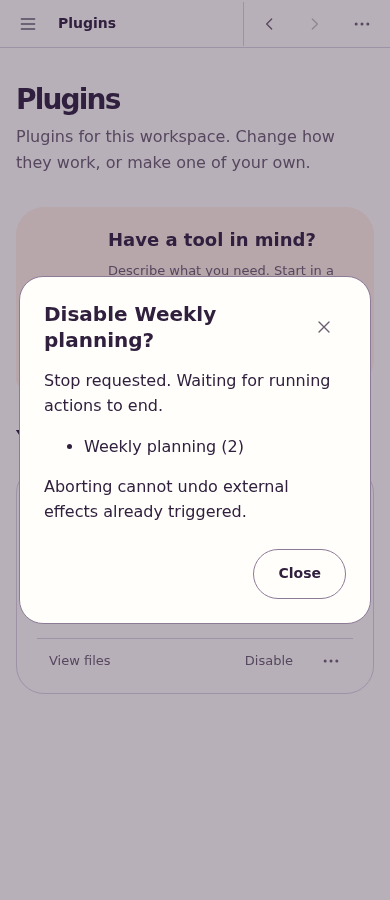 Plugins
Plugins
Plugins for this workspace. Change how
they work, or make one of your own.
Have a tool in mind?
Describe what you need. Start in a
Disable Weekly
planning?
Stop requested. Waiting for running
actions to end.
• Weekly planning (2)
Aborting cannot undo external
effects already triggered.
Close
View files
Disable